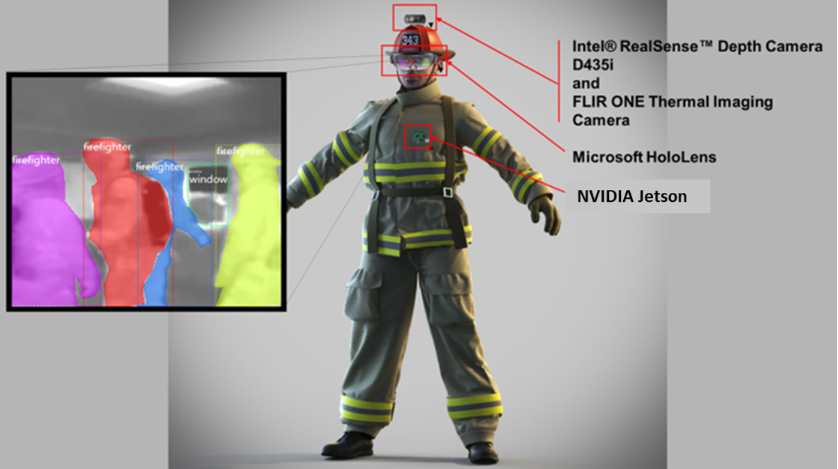 343
Intel® RealSense™ Depth Camera
D435i
and
FLIR ONE Thermal Imaging
Camera
Microsoft HoloLens
NVIDIA Jetson
firefighter
firefighter
firefighter
firefighter
window